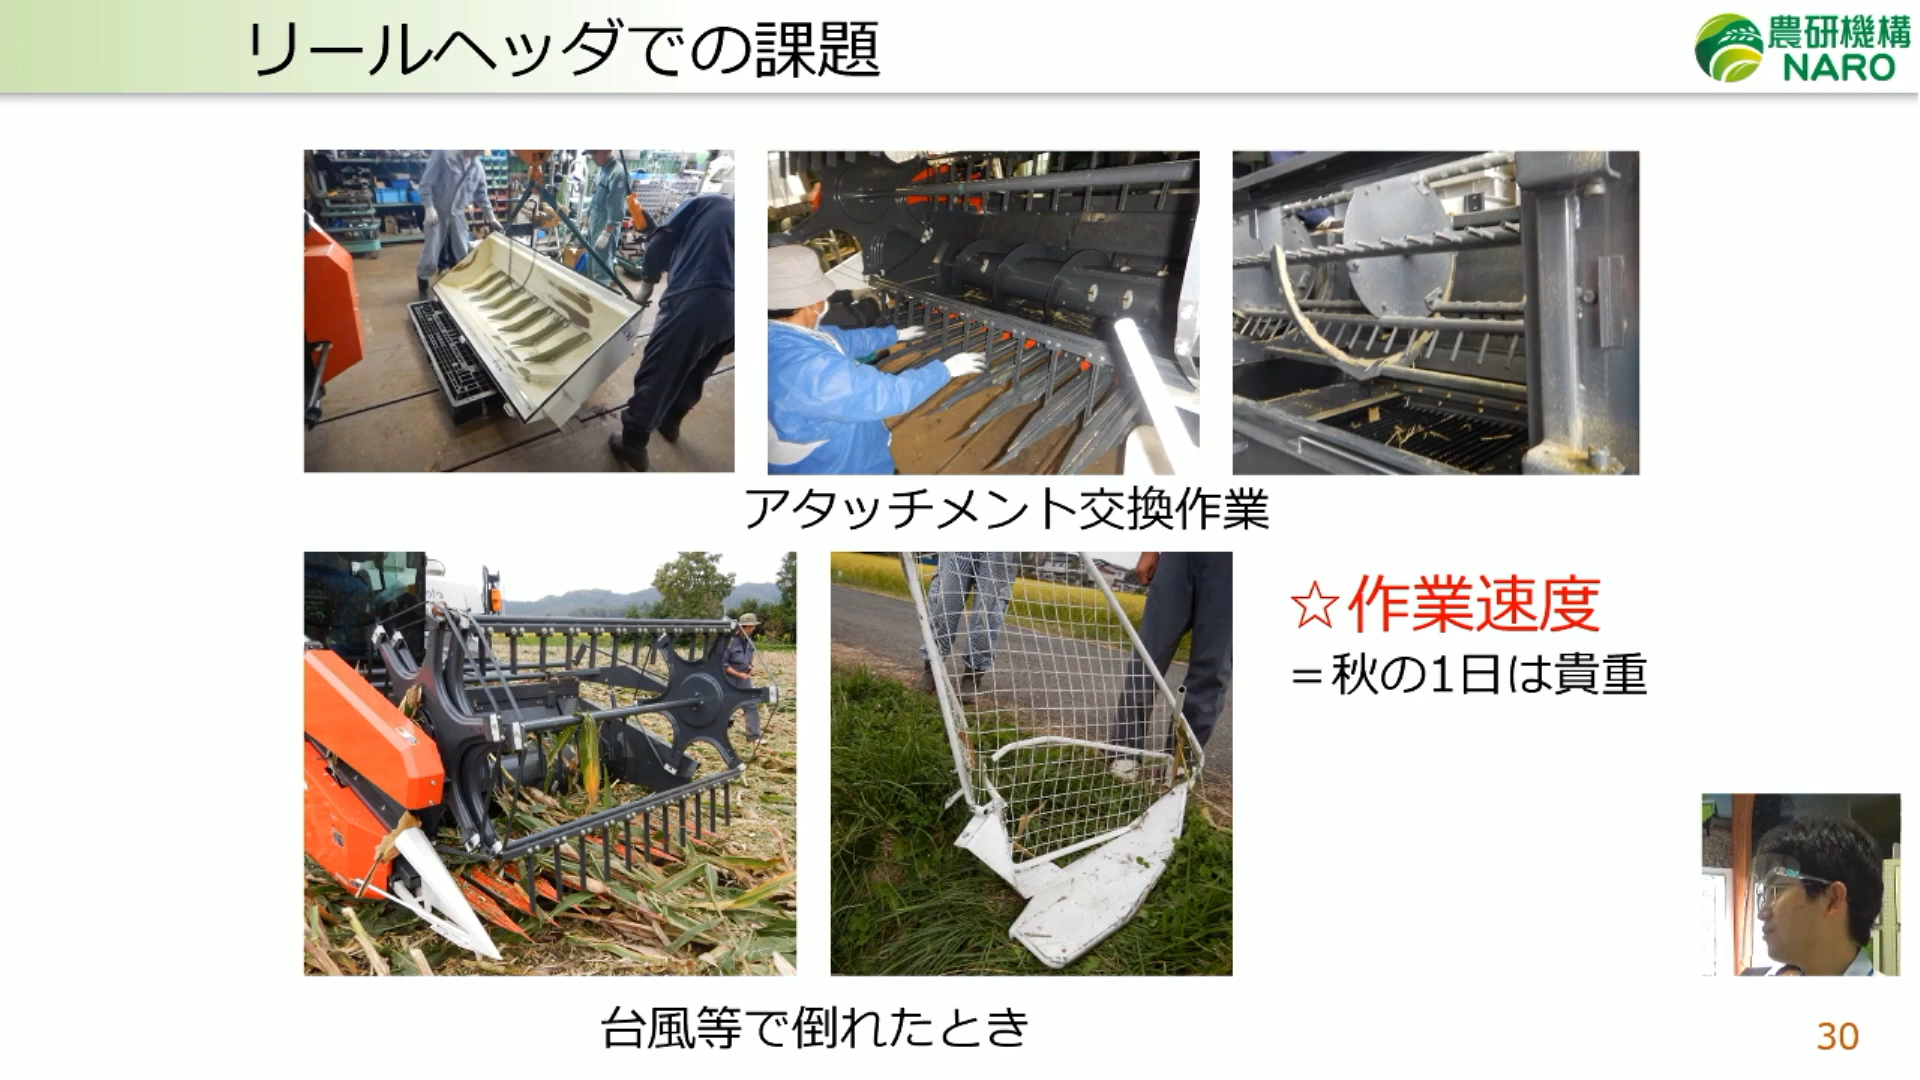 リールヘッダでの課題
農研機構
NARO
アタッチメント交換作業
☆作業速度
＝秋の1日は貴重
台風等で倒れたとき
30